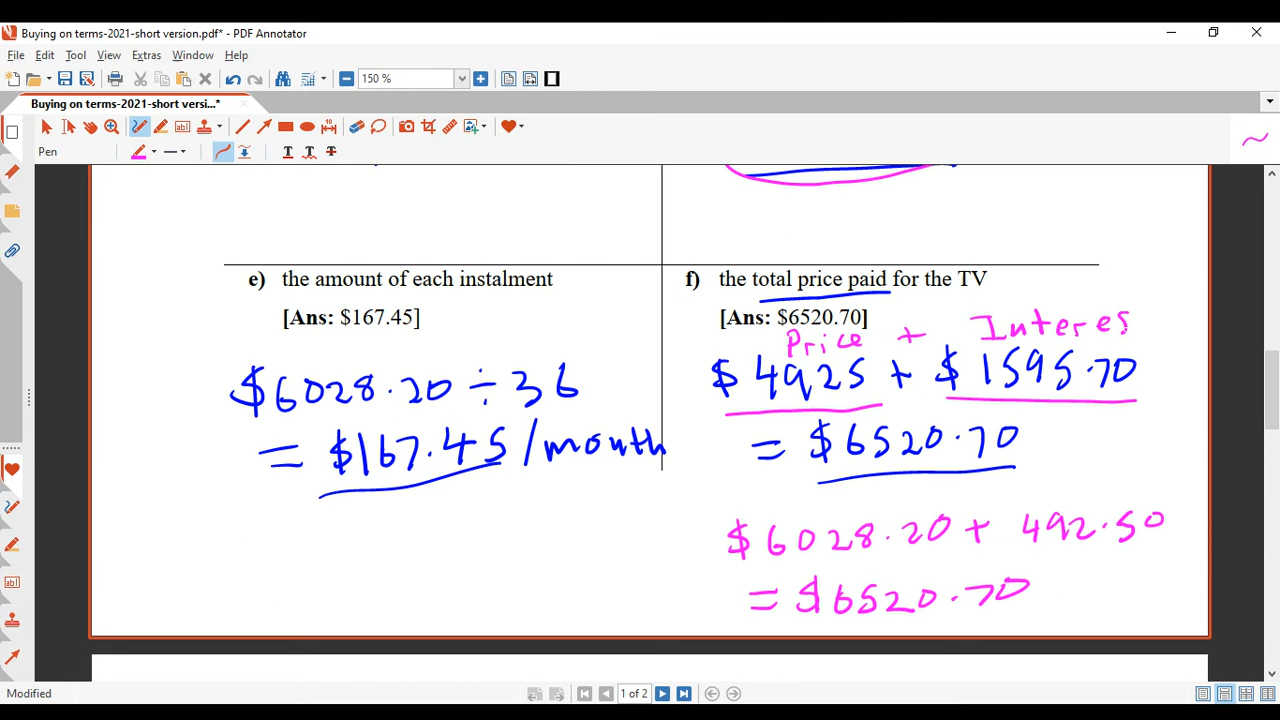 Buying on terms-2021-short version.pdf* - PDF Annotator
File Edit Tool View Extras Window Help
150 %
Buying on terms-2021-short versi...*
Pen
e) the amount of each instalment
[Ans: $167.45]
$6028.20 ÷ 36
= $167.45 /month
f) the total price paid for the TV
[Ans: $6520.70]
Price + Interes
$ 4925 + $ 1595.70
= $6520.70
$ 6028.20 + 492.50
= $6520.70
Modified
1 of 2